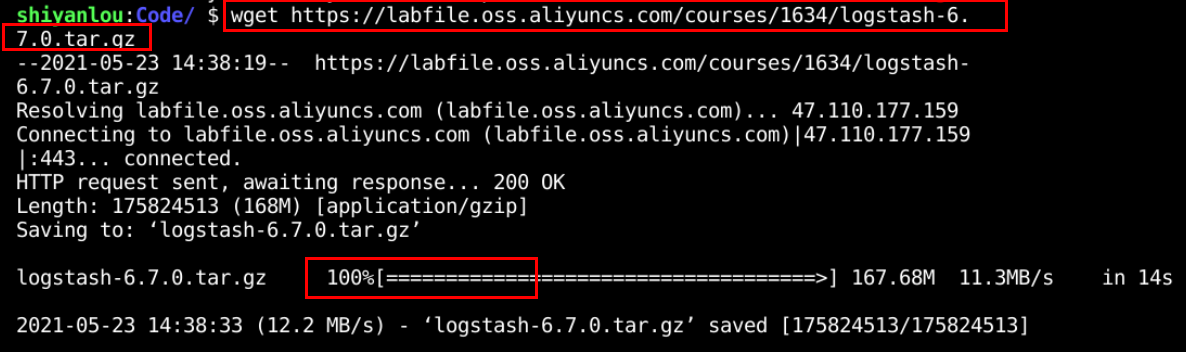 shiyanlou:Code/ $ wget https://labfile.oss.aliyuncs.com/courses/1634/logstash-6.
7.0.tar.gz
--2021-05-23 14:38:19--  https://labfile.oss.aliyuncs.com/courses/1634/logstash-
6.7.0.tar.gz
Resolving labfile.oss.aliyuncs.com (labfile.oss.aliyuncs.com)... 47.110.177.159
Connecting to labfile.oss.aliyuncs.com (labfile.oss.aliyuncs.com)|47.110.177.159
|:443... connected.
HTTP request sent, awaiting response... 200 OK
Length: 175824513 (168M) [application/gzip]
Saving to: ‘logstash-6.7.0.tar.gz’
logstash-6.7.0.tar.gz     100%[====================================>] 167.68M  11.3MB/s    in 14s
2021-05-23 14:38:33 (12.2 MB/s) - ‘logstash-6.7.0.tar.gz’ saved [175824513/175824513]